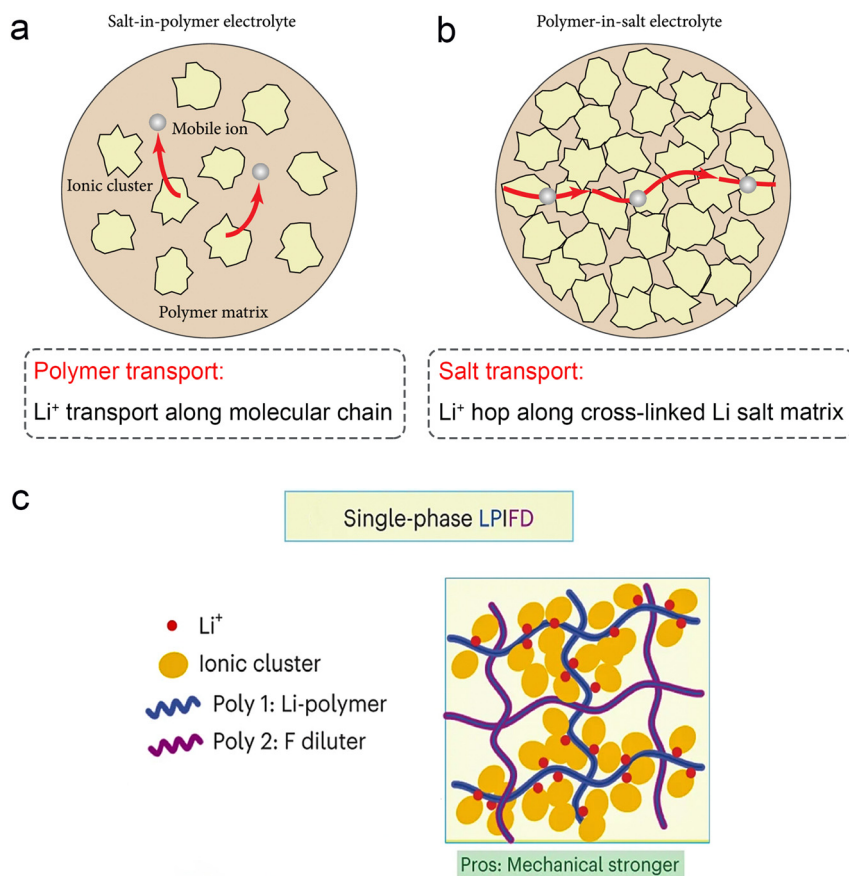 a
Salt-in-polymer electrolyte
Mobile ion
Ionic cluster
Polymer matrix
Polymer transport:
Li⁺ transport along molecular chain
b
Polymer-in-salt electrolyte
Salt transport:
Li⁺ hop along cross-linked Li salt matrix
c
Single-phase LPIFD
Li⁺
Ionic cluster
Poly 1: Li-polymer
Poly 2: F diluter
Pros: Mechanical stronger